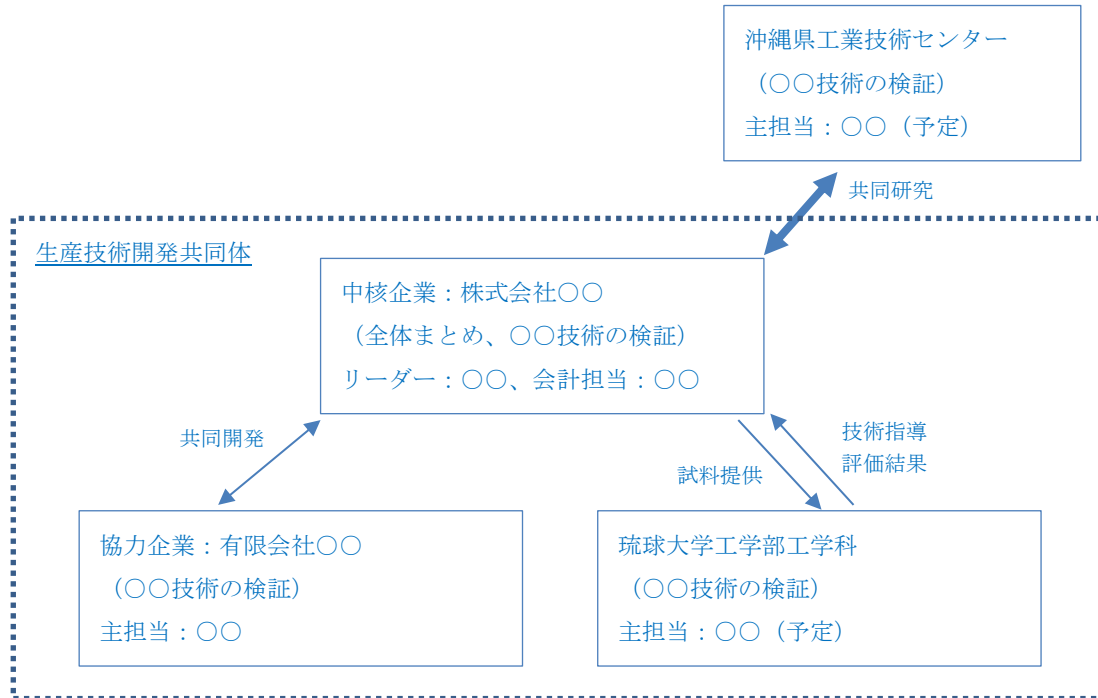 沖縄県工業技術センター
（〇〇技術の検証）
主担当：〇〇（予定）
共同研究
生産技術開発共同体
中核企業：株式会社〇〇
（全体まとめ、〇〇技術の検証）
リーダー：〇〇、会計担当：〇〇
共同開発
技術指導
評価結果
試料提供
協力企業：有限会社〇〇
（〇〇技術の検証）
主担当：〇〇
琉球大学工学部工学科
（〇〇技術の検証）
主担当：〇〇（予定）